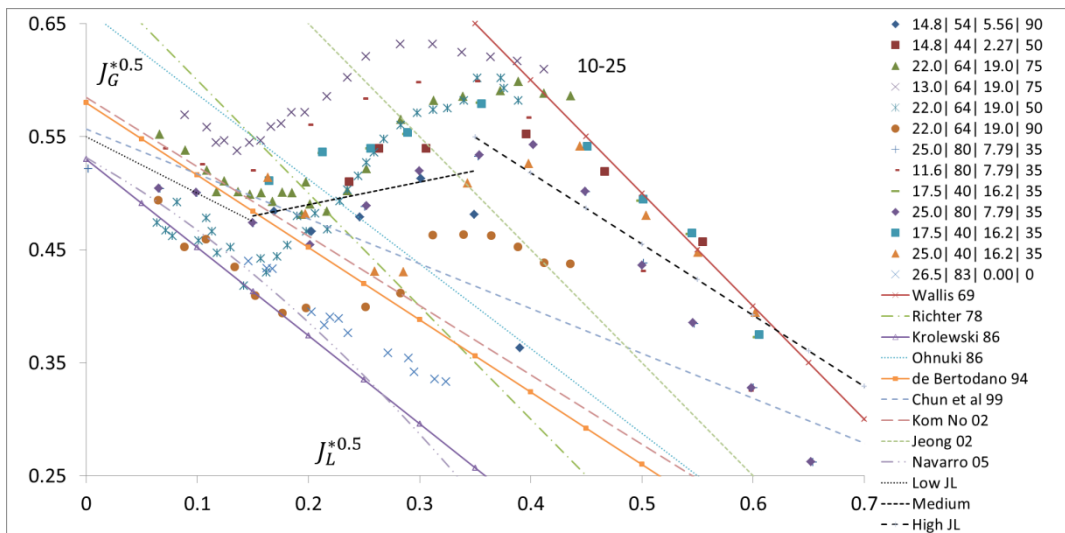 0.65
0.55
0.45
0.35
0.25
J_G^{*0.5}
10-25
J_L^{*0.5}
0
0.1
0.2
0.3
0.4
0.5
0.6
0.7
14.8| 54| 5.56| 90
14.8| 44| 2.27| 50
22.0| 64| 19.0| 75
13.0| 64| 19.0| 75
22.0| 64| 19.0| 50
22.0| 64| 19.0| 90
25.0| 80| 7.79| 35
11.6| 80| 7.79| 35
17.5| 40| 16.2| 35
25.0| 80| 7.79| 35
17.5| 40| 16.2| 35
25.0| 40| 16.2| 35
26.5| 83| 0.00| 0
Wallis 69
Richter 78
Krolewski 86
Ohnuki 86
de Bertodano 94
Chun et al 99
Kom No 02
Jeong 02
Navarro 05
Low JL
Medium
High JL